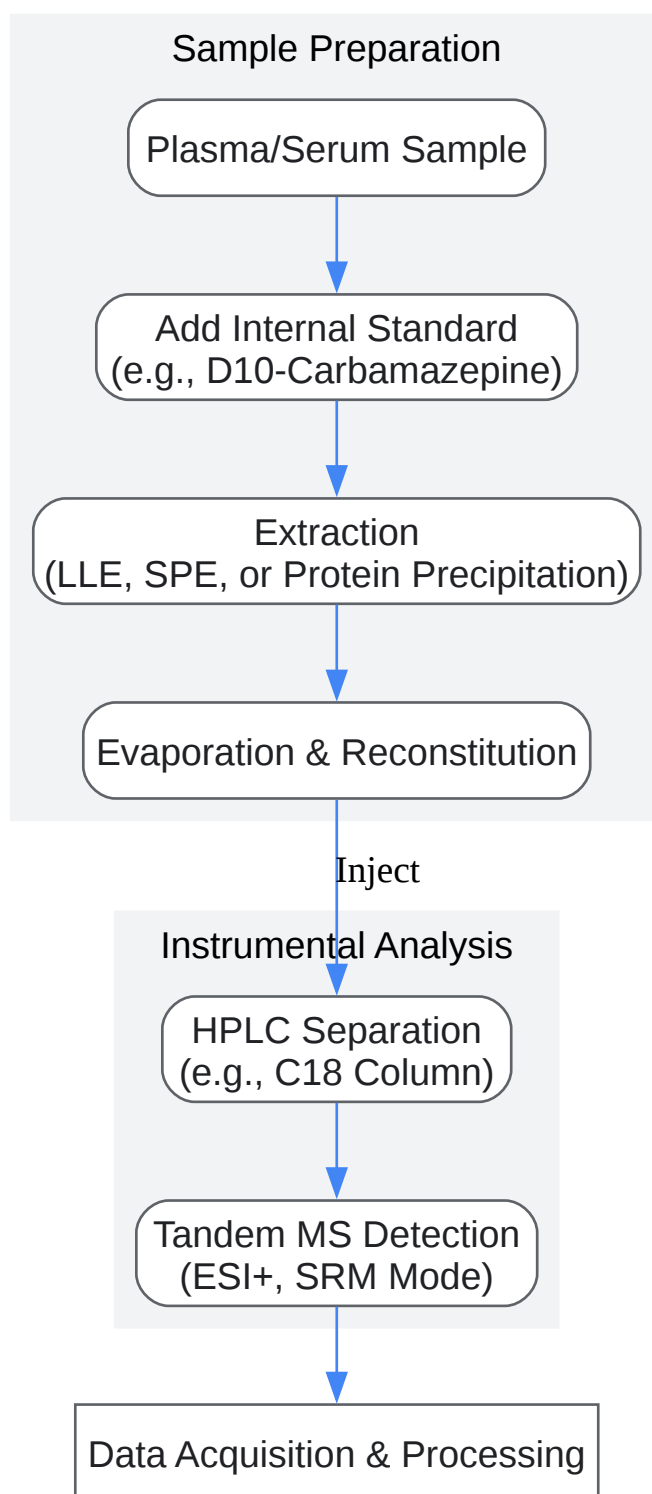 Sample Preparation
Plasma/Serum Sample
Add Internal Standard
(e.g., D10-Carbamazepine)
Extraction
(LLE, SPE, or Protein Precipitation)
Evaporation & Reconstitution
Inject
Instrumental Analysis
HPLC Separation
(e.g., C18 Column)
Tandem MS Detection
(ESI+, SRM Mode)
Data Acquisition & Processing